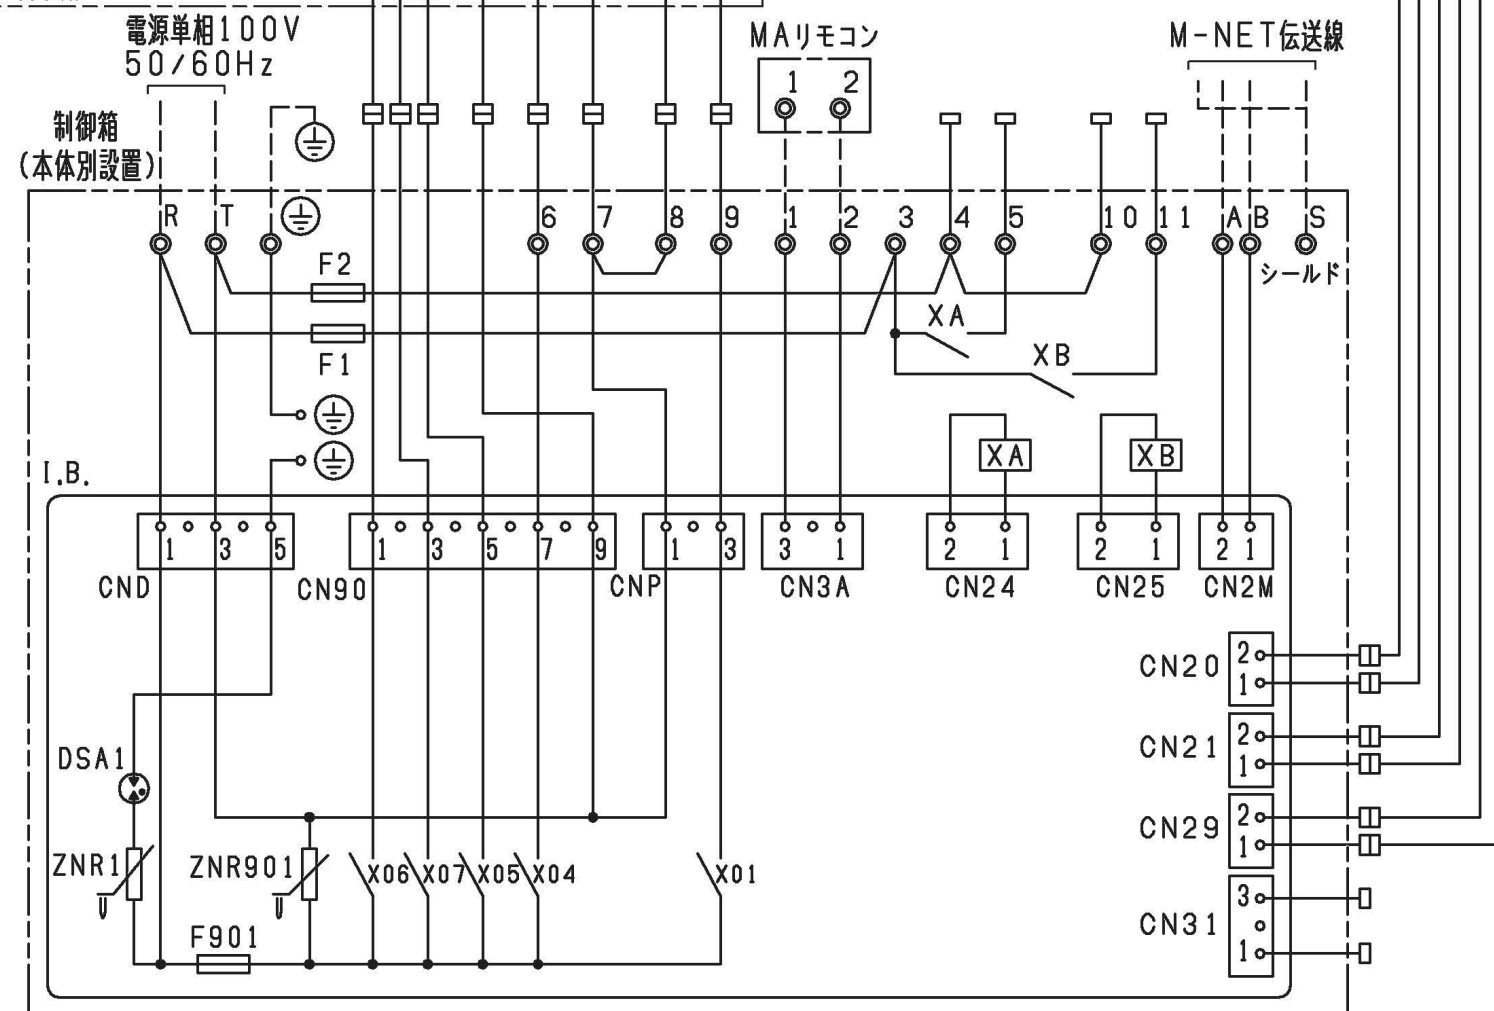 電源単相100V
50/60Hz
MAリモコン
M-NET伝送線
1 2
制御箱
(本体別設置)
R T 6 7 8 9 1 2 3 4 5 10 11 A B S
シールド
F2
XA
F1
XB
XA XB
I.B.
1 3 5 1 3 5 7 9 1 3 3 1 2 1 2 1 2 1
CND CN90 CNP CN3A CN24 CN25 CN2M
CN20 2
1
CN21 2
1
DSA1
CN29 2
1
ZNR1 ZNR901 X06 X07 X05 X04 X01
U U
CN31 3
1
F901